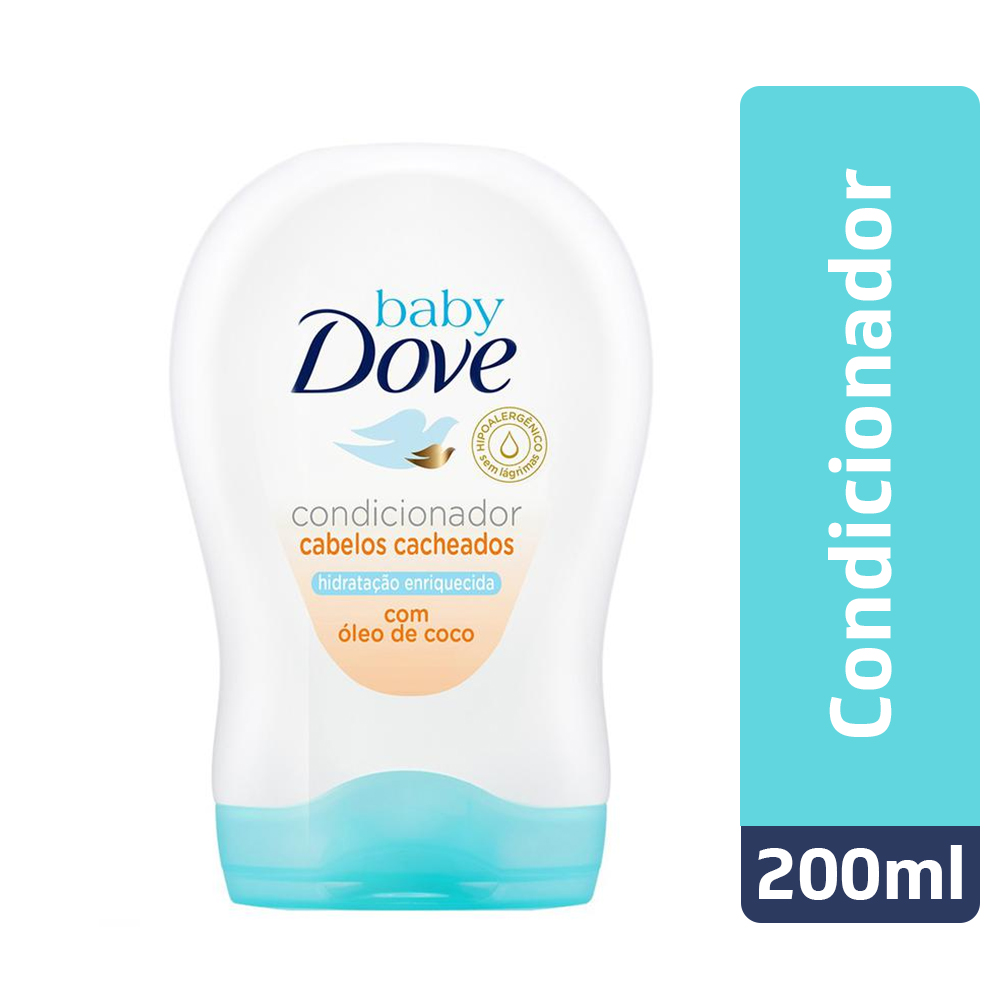 baby
Dove
HIPOALERGÊNICO
sem lágrimas
condicionador
cabelos cacheados
hidratação enriquecida
com
óleo de coco
Condicionador
200ml